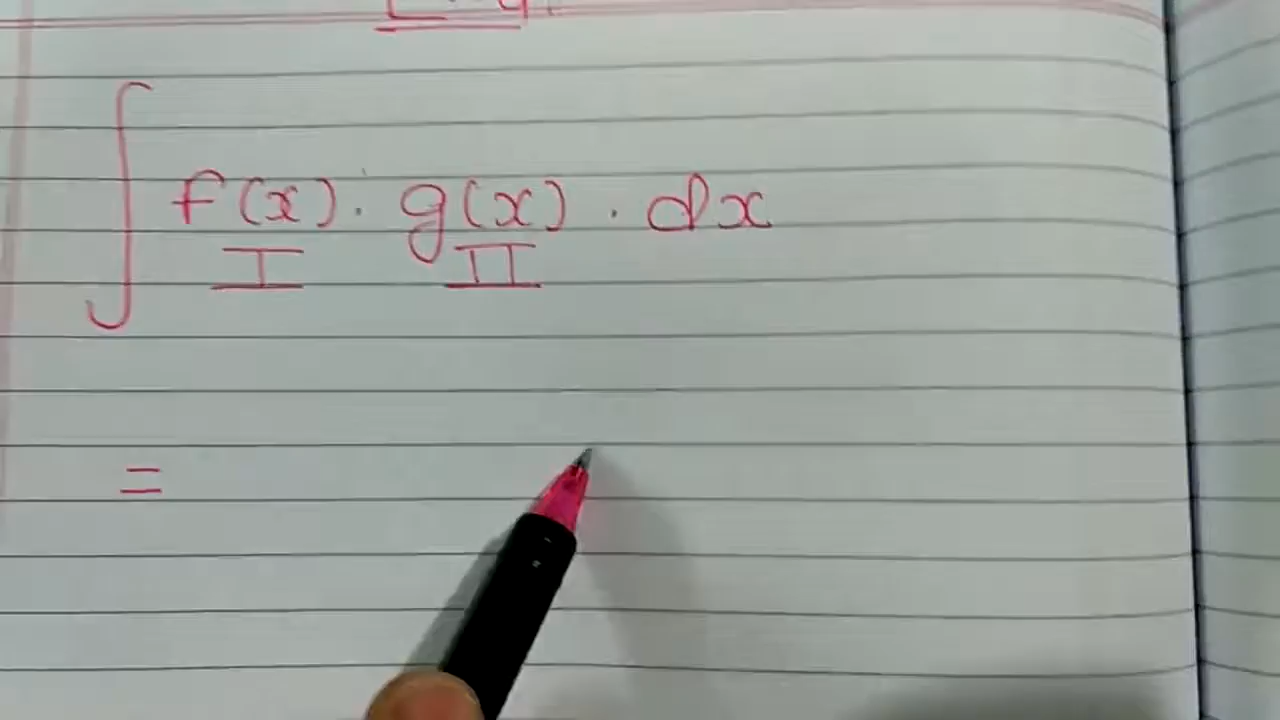 ∫ f(x) · g(x) · dx
I II
=